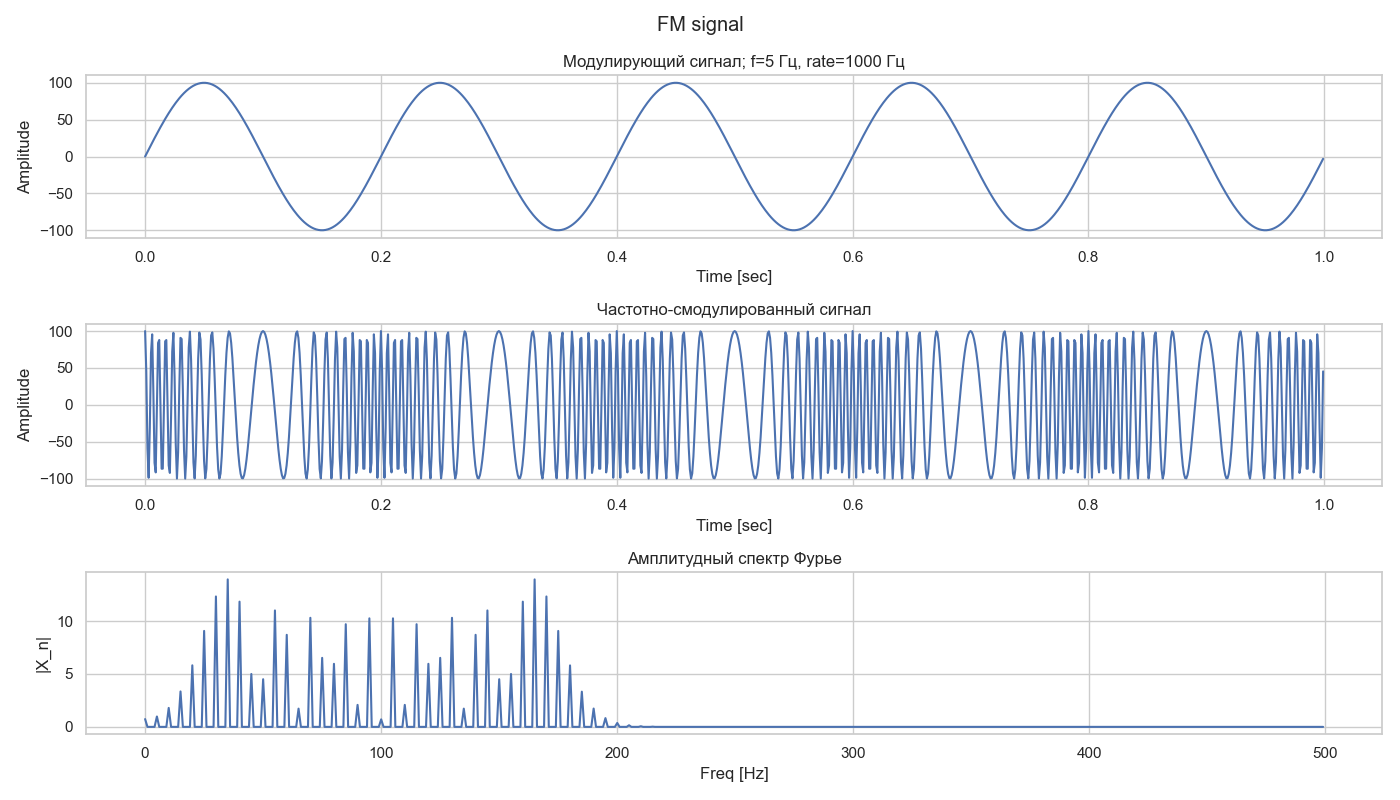 FM signal
Модулирующий сигнал; f=5 Гц, rate=1000 Гц
Amplitude
100
50
0
−50
−100
0.0 0.2 0.4 0.6 0.8 1.0
Time [sec]
Частотно-смодулированный сигнал
Amplitude
100
50
0
−50
−100
0.0 0.2 0.4 0.6 0.8 1.0
Time [sec]
Амплитудный спектр Фурье
|X_n|
10
5
0
0 100 200 300 400 500
Freq [Hz]